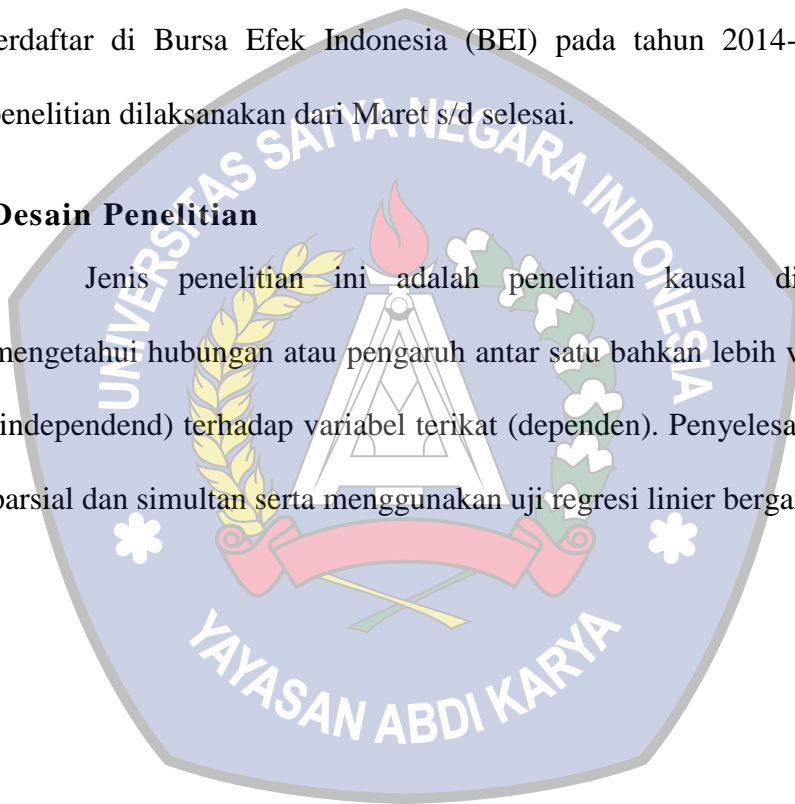 erdaftar di Bursa Efek Indonesia (BEI) pada tahun 2014-
penelitian dilaksanakan dari Maret s/d selesai.
Desain Penelitian
Jenis penelitian ini adalah penelitian kausal di
mengetahui hubungan atau pengaruh antar satu bahkan lebih v
independend) terhadap variabel terikat (dependen). Penyelesa
parsial dan simultan serta menggunakan uji regresi linier berga
UNIVERSITAS SATYA NEGARA INDONESIA
YAYASAN ABDI KARYA